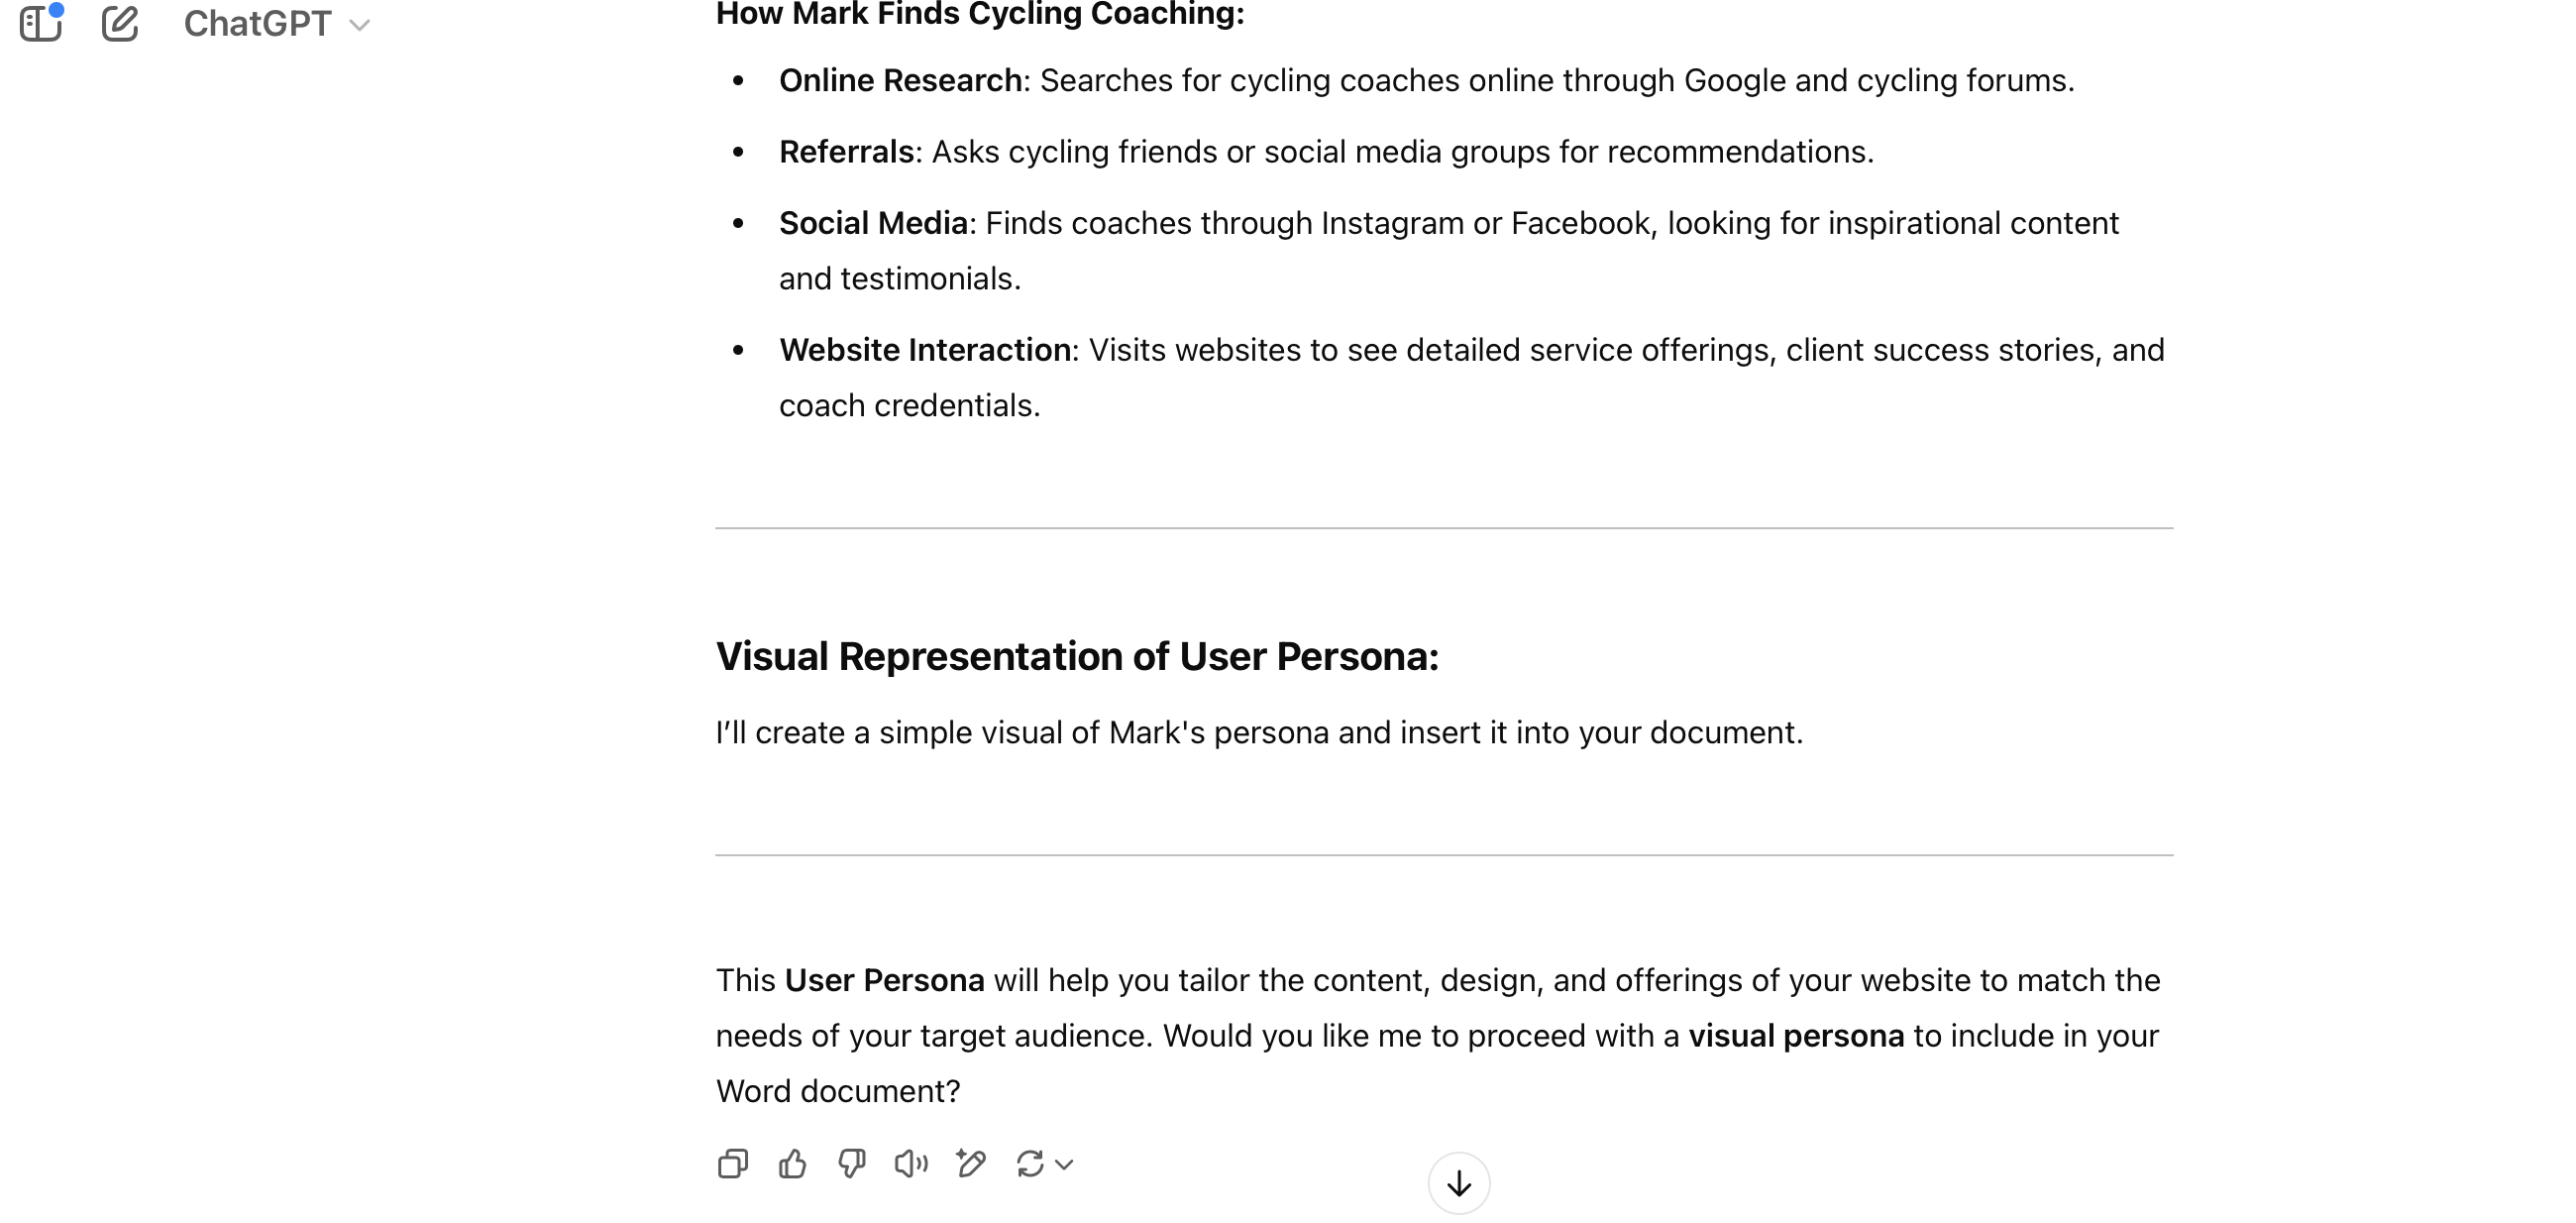 ChatGPT
How Mark Finds Cycling Coaching:
• Online Research: Searches for cycling coaches online through Google and cycling forums.
• Referrals: Asks cycling friends or social media groups for recommendations.
• Social Media: Finds coaches through Instagram or Facebook, looking for inspirational content
and testimonials.
• Website Interaction: Visits websites to see detailed service offerings, client success stories, and
coach credentials.
Visual Representation of User Persona:
I’ll create a simple visual of Mark's persona and insert it into your document.
This User Persona will help you tailor the content, design, and offerings of your website to match the
needs of your target audience. Would you like me to proceed with a visual persona to include in your
Word document?